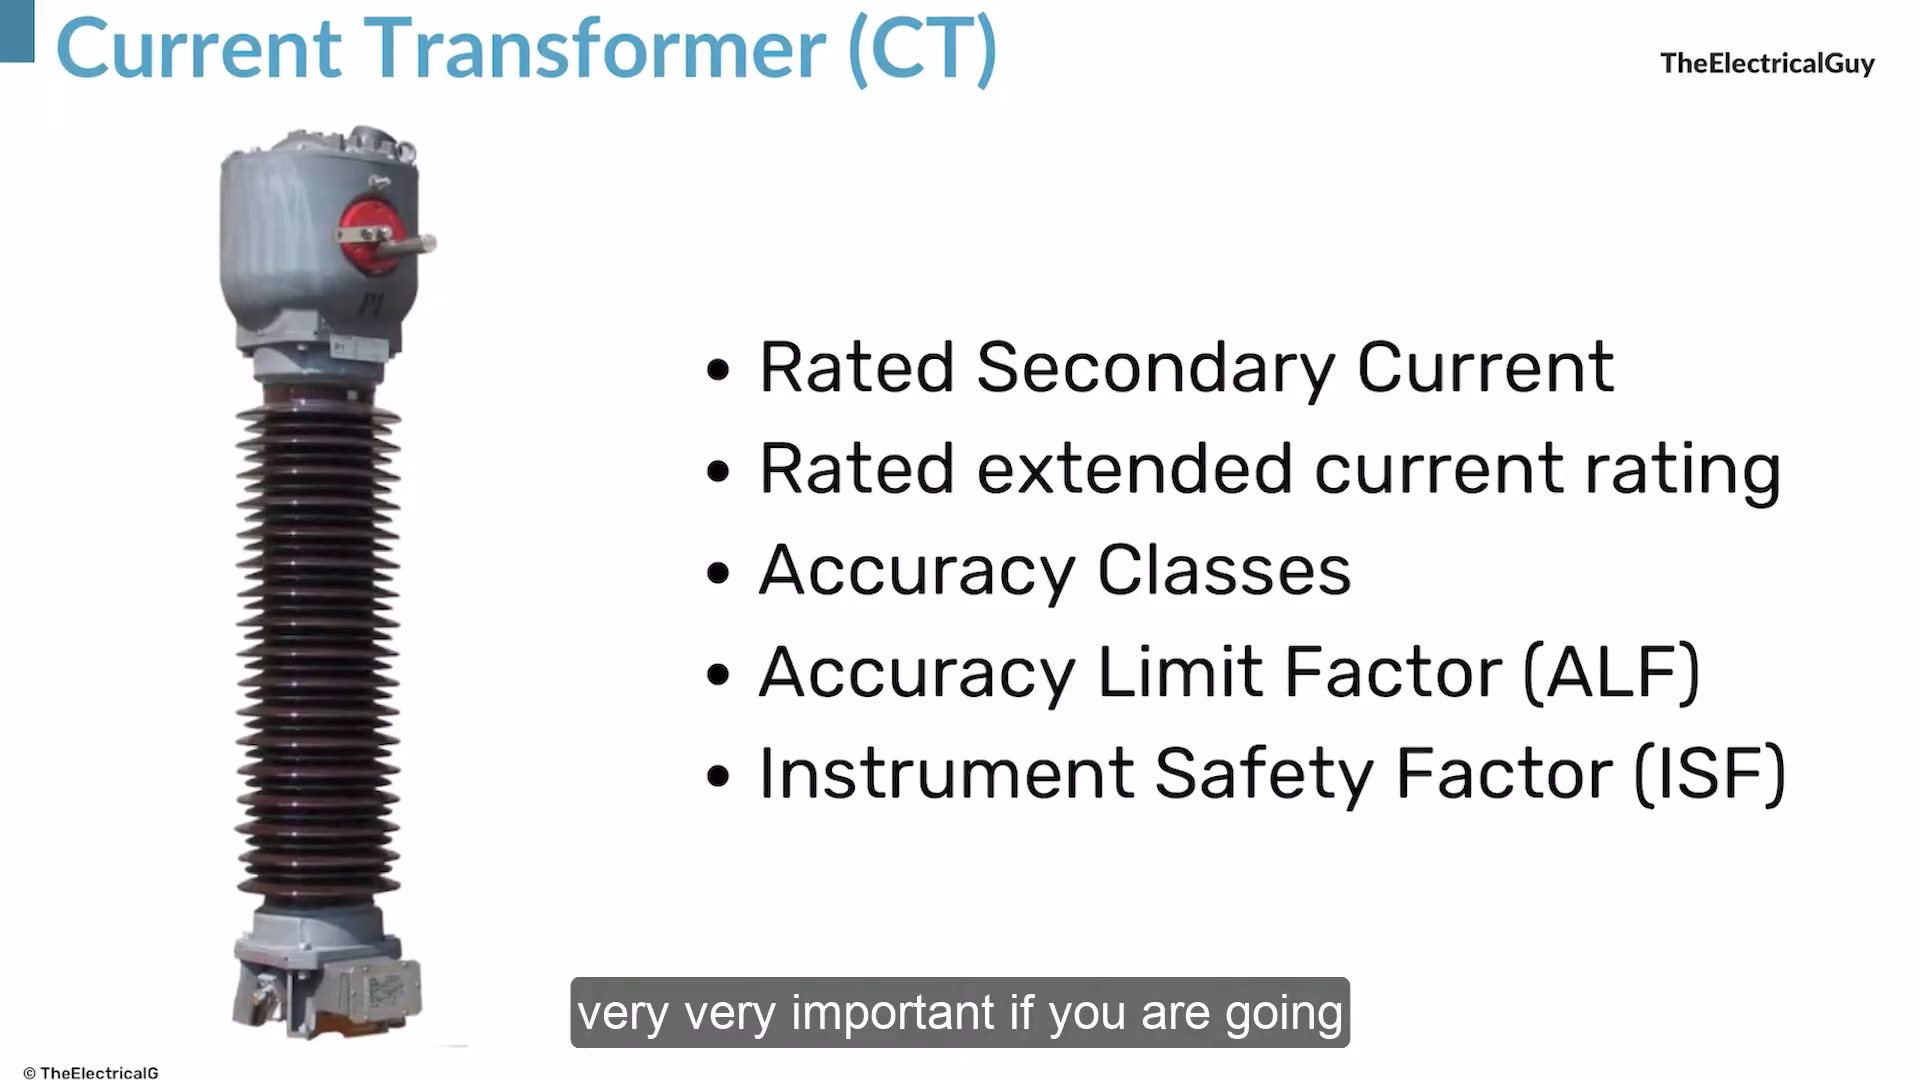 Current Transformer (CT)
TheElectricalGuy
P1
• Rated Secondary Current
• Rated extended current rating
• Accuracy Classes
• Accuracy Limit Factor (ALF)
• Instrument Safety Factor (ISF)
very very important if you are going
© TheElectricalG